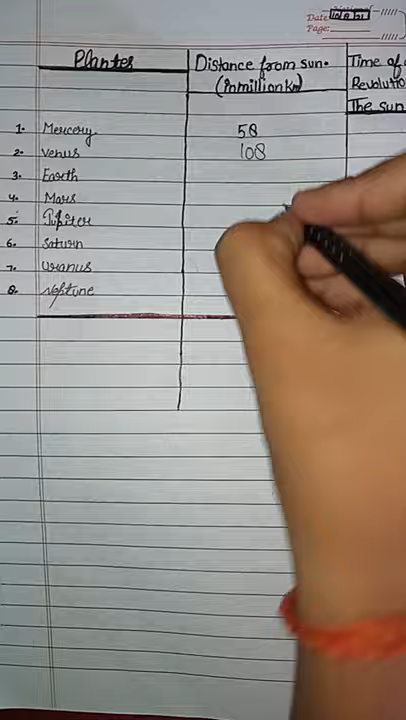 Date
Page:
Plantes
Distance from sun.
(in million Km)
Time of
Revolutio
The sun
1. Mercury 58
2. Venus 108
3. Earth
4. Mars
5. Jupiter
6. Saturn
7. Uranus
8. Neptune